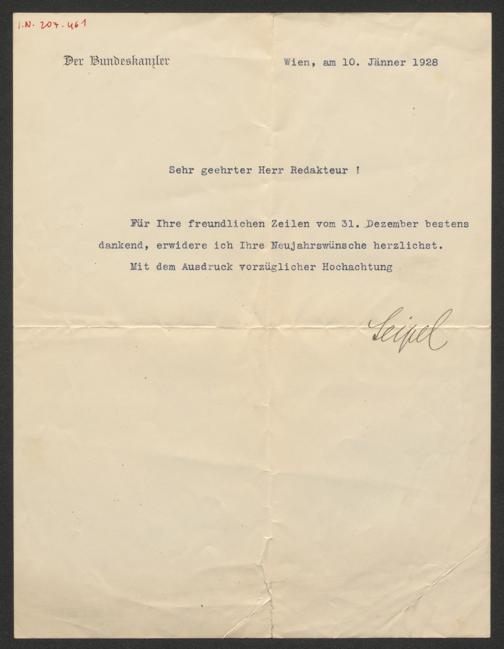 I.N. 207.461
Der Bundeskanzler
Wien, am 10. Jänner 1928
Sehr geehrter Herr Redakteur !
Für Ihre freundlichen Zeilen vom 31. Dezember bestens
dankend, erwidere ich Ihre Neujahrswünsche herzlichst.
Mit dem Ausdruck vorzüglicher Hochachtung
Seipel